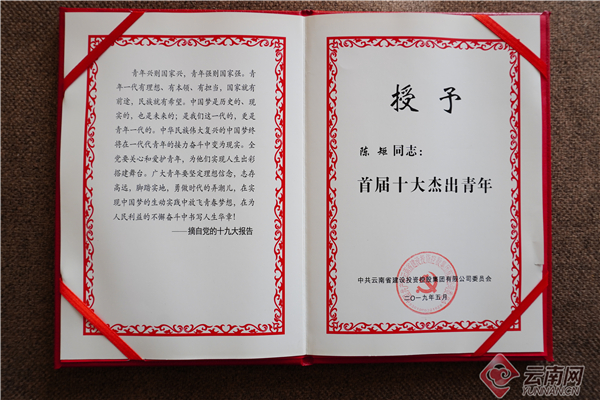 青年兴则国家兴，青年强则国家强。青
年一代有理想、有本领、有担当，国家就有
前途，民族就有希望。中国梦是历史的、现
实的，也是未来的；是我们这一代的，更是
青年一代的。中华民族伟大复兴的中国梦终
将在一代代青年的接力奋斗中变为现实。全
党要关心和爱护青年，为他们实现人生出彩
搭建舞台。广大青年要坚定理想信念，志存
高远，脚踏实地，勇做时代的弄潮儿，在实
现中国梦的生动实践中放飞青春梦想，在为
人民利益的不懈奋斗中书写人生华章！
——摘自党的十九大报告
授予
陈矩同志：
首届十大杰出青年
中共云南省建设投资控股集团有限公司委员会
二〇一九年五月
云南网
YUNNAN.CN